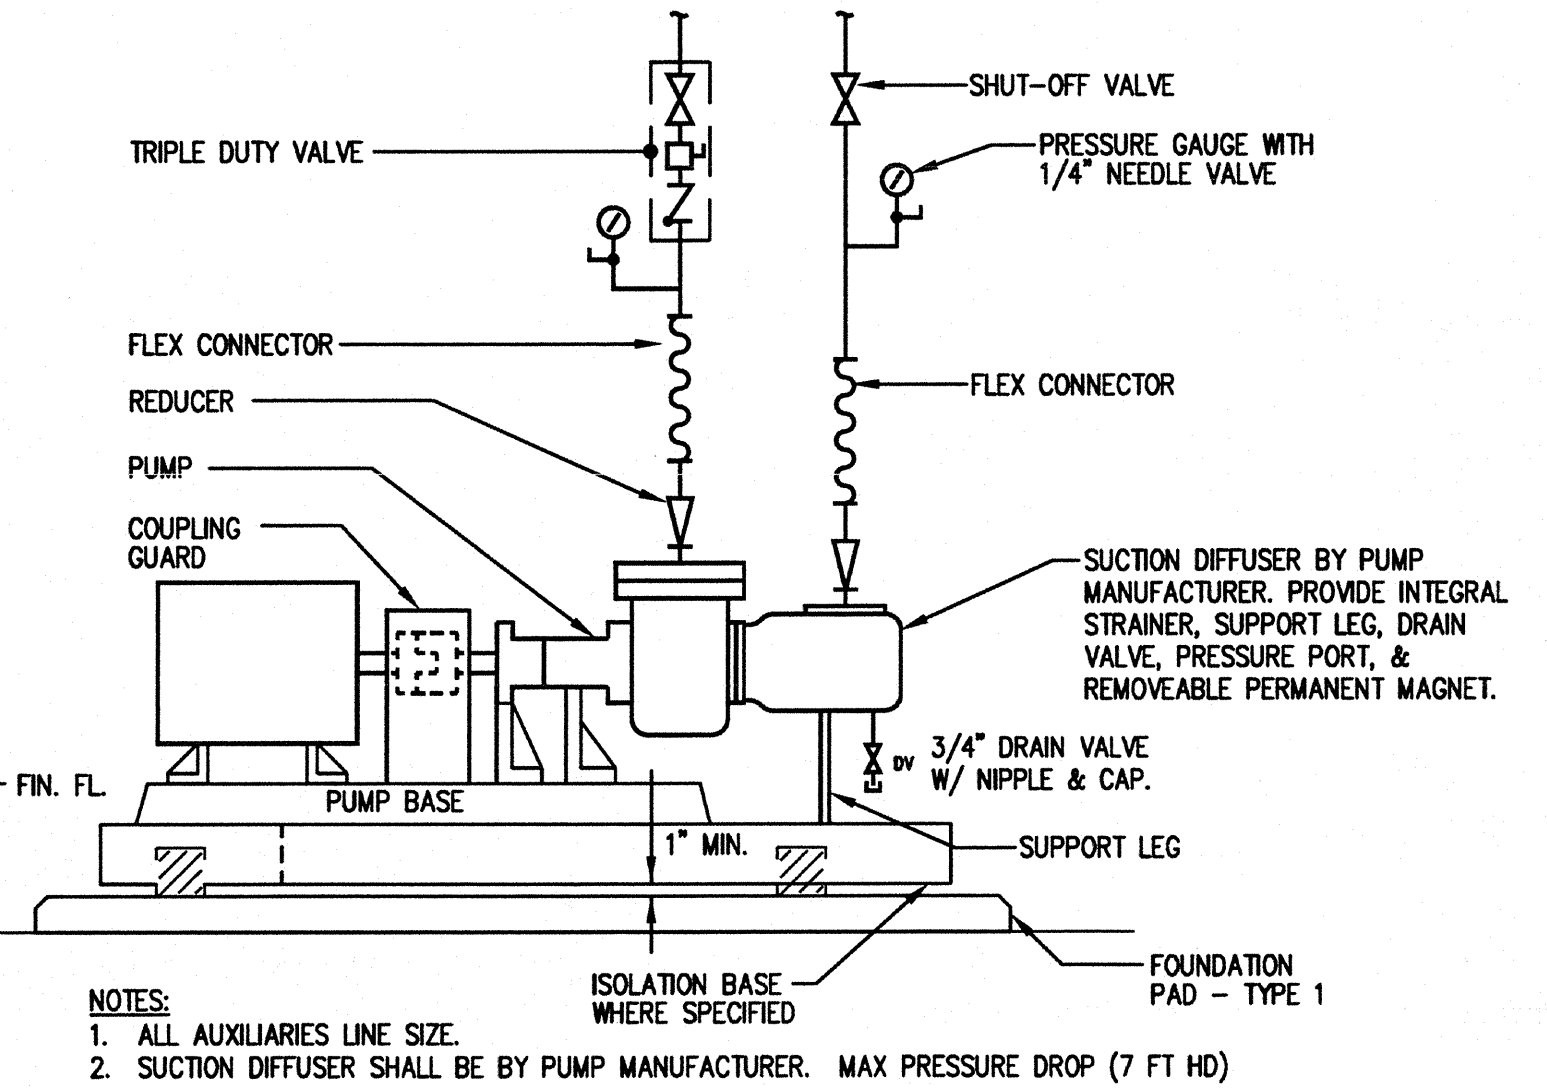 SHUT-OFF VALVE
TRIPLE DUTY VALVE
PRESSURE GAUGE WITH
1/4" NEEDLE VALVE
FLEX CONNECTOR
FLEX CONNECTOR
REDUCER
PUMP
COUPLING
GUARD
SUCTION DIFFUSER BY PUMP
MANUFACTURER. PROVIDE INTEGRAL
STRAINER, SUPPORT LEG, DRAIN
VALVE, PRESSURE PORT, &
REMOVEABLE PERMANENT MAGNET.
DV
3/4" DRAIN VALVE
W/ NIPPLE & CAP.
FIN. FL.
PUMP BASE
1" MIN.
SUPPORT LEG
ISOLATION BASE
WHERE SPECIFIED
FOUNDATION
PAD - TYPE 1
NOTES:
1. ALL AUXILIARIES LINE SIZE.
2. SUCTION DIFFUSER SHALL BE BY PUMP MANUFACTURER. MAX PRESSURE DROP (7 FT HD)